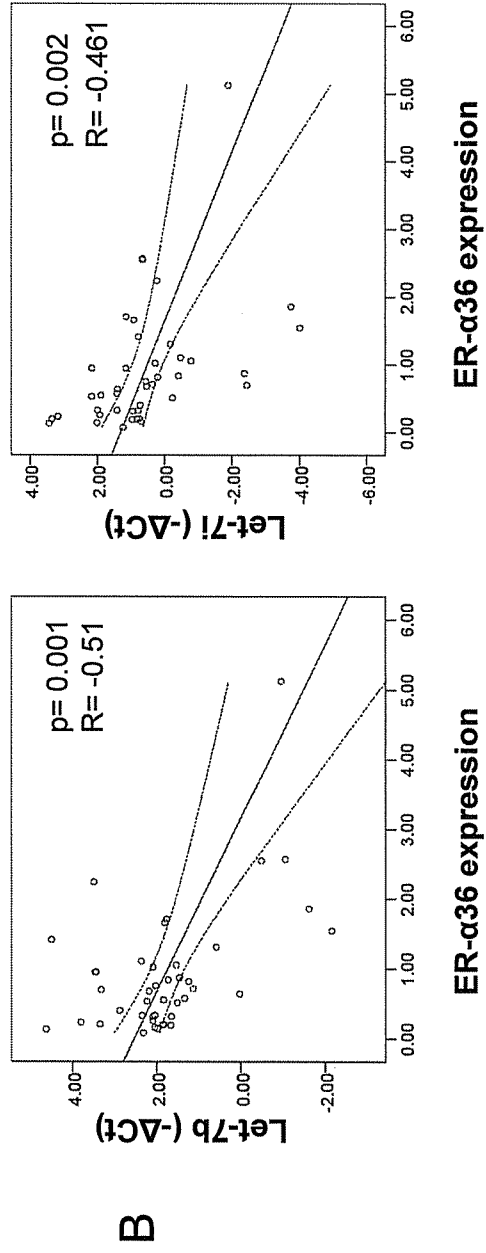 B
Let-7b (-ΔCt)
4.00
2.00
0.00
-2.00
p= 0.001
R= -0.51
0.00 1.00 2.00 3.00 4.00 5.00 6.00
ER-α36 expression
Let-7i (-ΔCt)
4.00
2.00
0.00
-2.00
-4.00
-6.00
p= 0.002
R= -0.461
0.00 1.00 2.00 3.00 4.00 5.00 6.00
ER-α36 expression